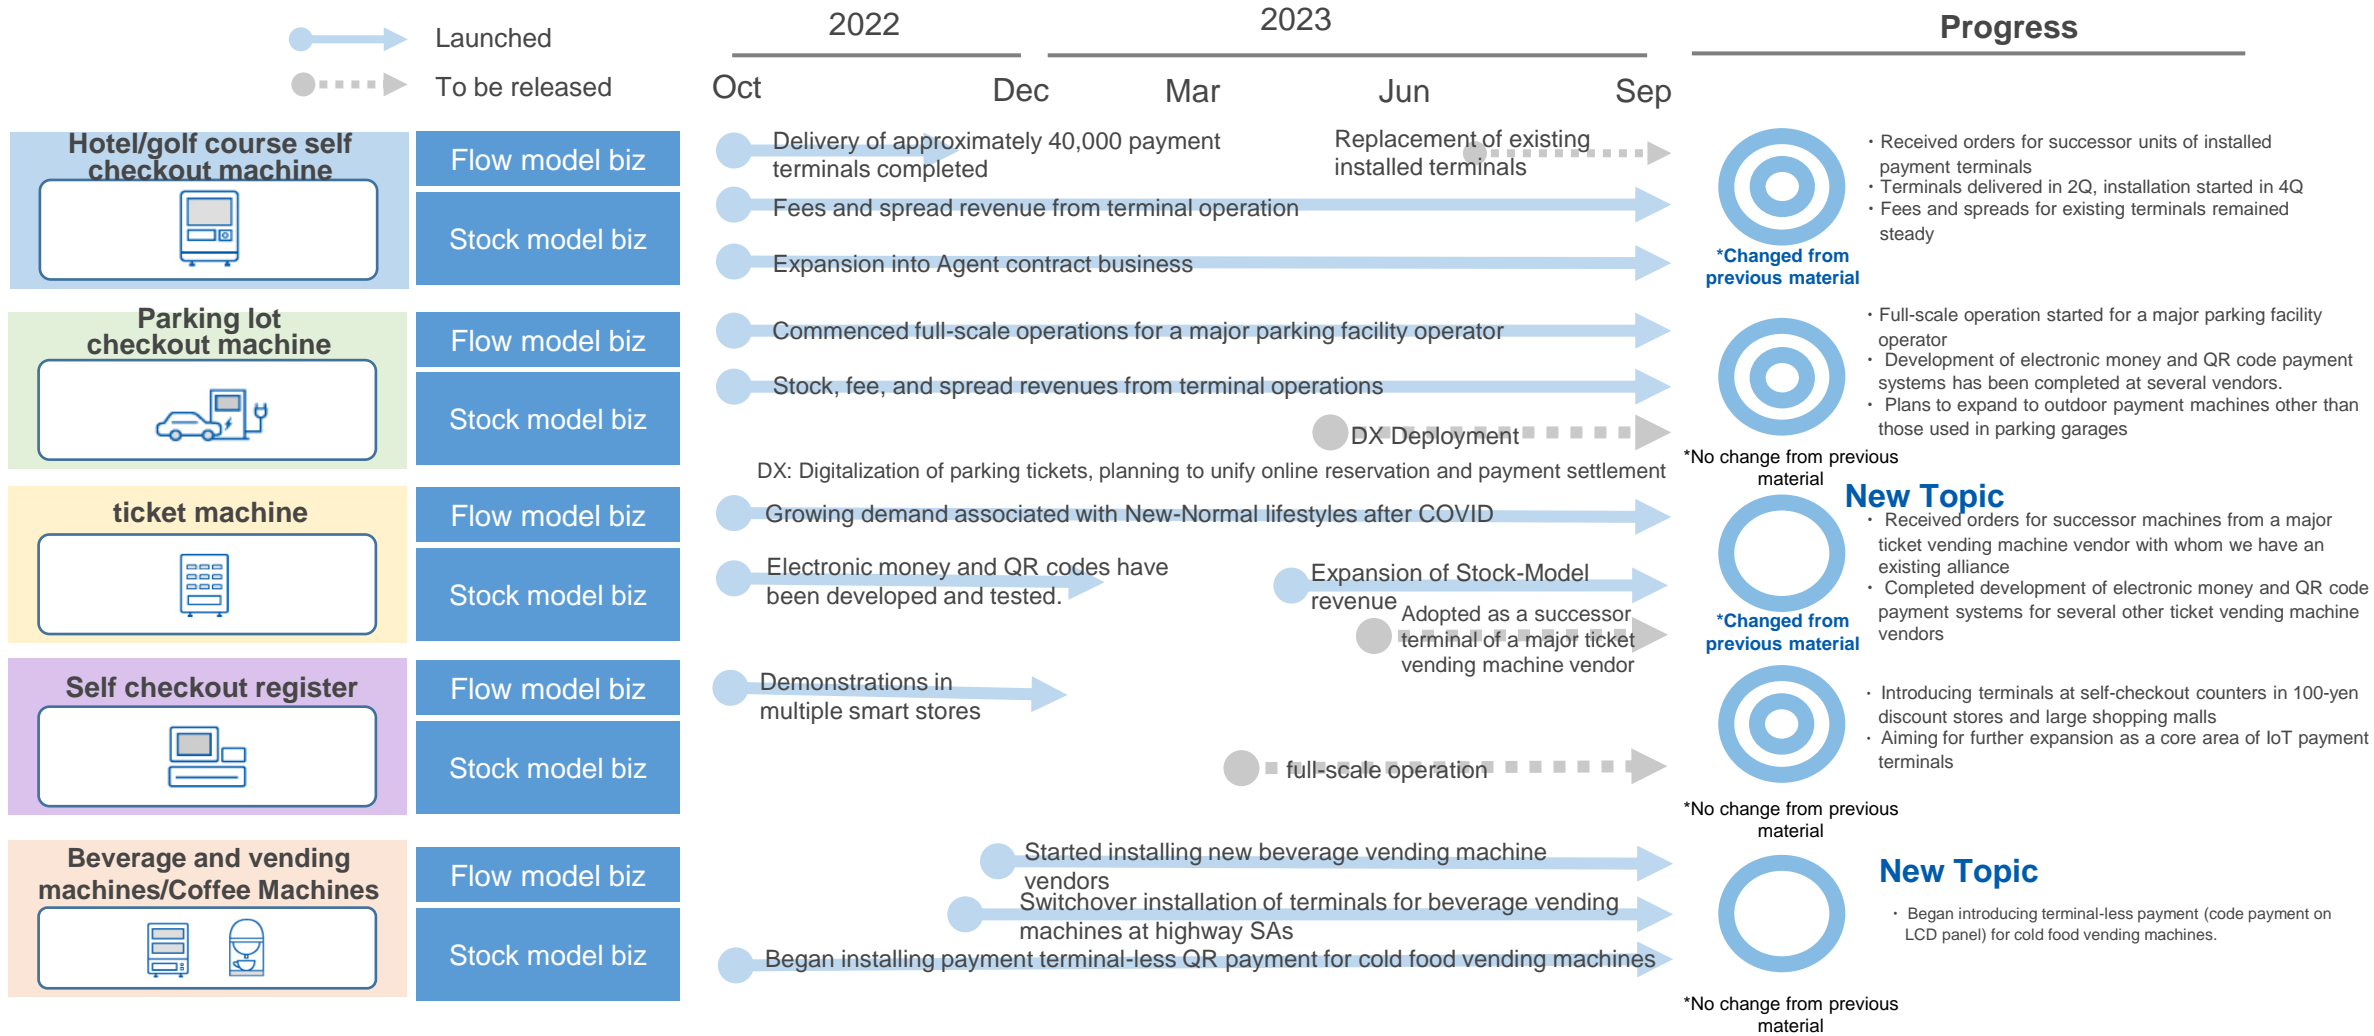 Launched
To be released
2022
2023
Progress
Oct
Dec
Mar
Jun
Sep
Hotel/golf course self
checkout machine
Flow model biz
Stock model biz
Delivery of approximately 40,000 payment
terminals completed
Replacement of existing
installed terminals
Fees and spread revenue from terminal operation
Expansion into Agent contract business
*Changed from
previous material
・Received orders for successor units of installed
payment terminals
・Terminals delivered in 2Q, installation started in 4Q
・Fees and spreads for existing terminals remained
steady
Parking lot
checkout machine
Flow model biz
Stock model biz
Commenced full-scale operations for a major parking facility operator
Stock, fee, and spread revenues from terminal operations
DX Deployment
DX: Digitalization of parking tickets, planning to unify online reservation and payment settlement
*No change from previous
material
・Full-scale operation started for a major parking facility
operator
・ Development of electronic money and QR code payment
systems has been completed at several vendors.
・ Plans to expand to outdoor payment machines other than
those used in parking garages
ticket machine
Flow model biz
Stock model biz
Growing demand associated with New-Normal lifestyles after COVID
Electronic money and QR codes have
been developed and tested.
Expansion of Stock-Model
revenue
Adopted as a successor
terminal of a major ticket
vending machine vendor
*Changed from
previous material
New Topic
・ Received orders for successor machines from a major
ticket vending machine vendor with whom we have an
existing alliance
・ Completed development of electronic money and QR code
payment systems for several other ticket vending machine
vendors
Self checkout register
Flow model biz
Stock model biz
Demonstrations in
multiple smart stores
full-scale operation
*No change from previous
material
・ Introducing terminals at self-checkout counters in 100-yen
discount stores and large shopping malls
・ Aiming for further expansion as a core area of IoT payment
terminals
Beverage and vending
machines/Coffee Machines
Flow model biz
Stock model biz
Started installing new beverage vending machine
vendors
Switchover installation of terminals for beverage vending
machines at highway SAs
Began installing payment terminal-less QR payment for cold food vending machines
*No change from previous
material
New Topic
・ Began introducing terminal-less payment (code payment on
LCD panel) for cold food vending machines.